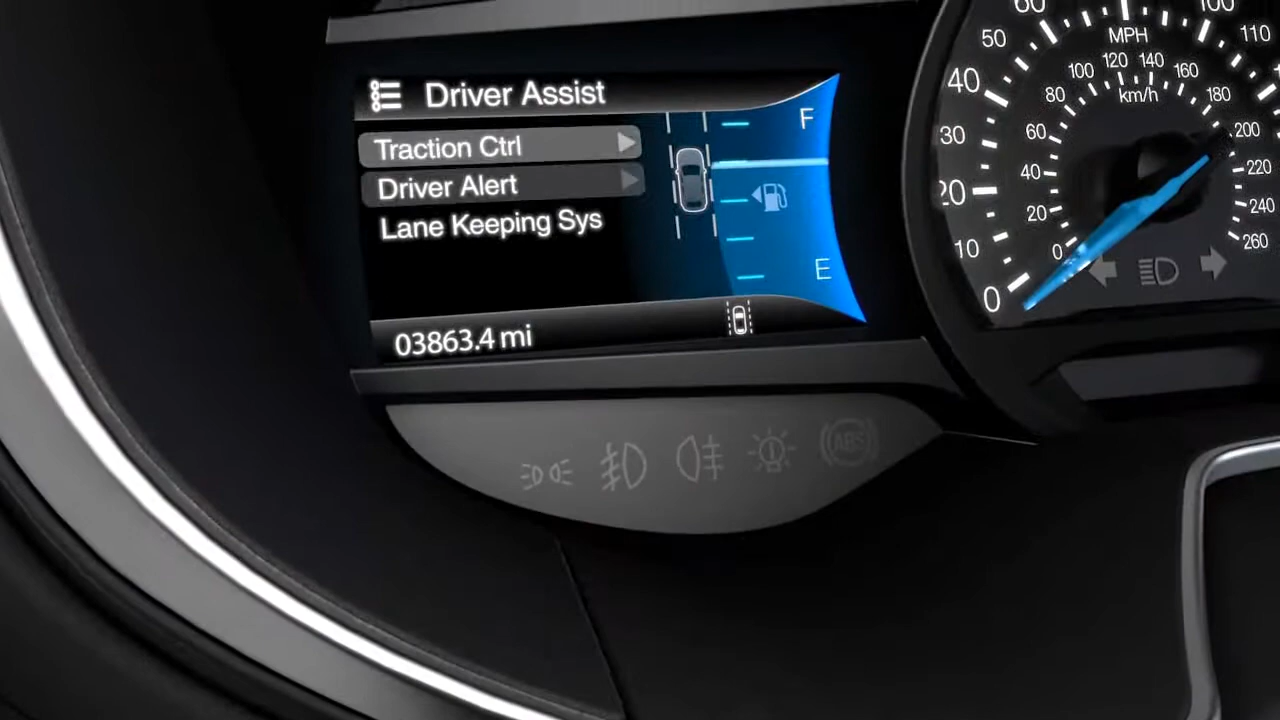 Driver Assist
Traction Ctrl
Driver Alert
Lane Keeping Sys
03863.4 mi
F
E
0
10
20
30
40
50
60
100
110
MPH
km/h
0
20
40
60
80
100
120
140
160
180
200
220
240
260
ABS